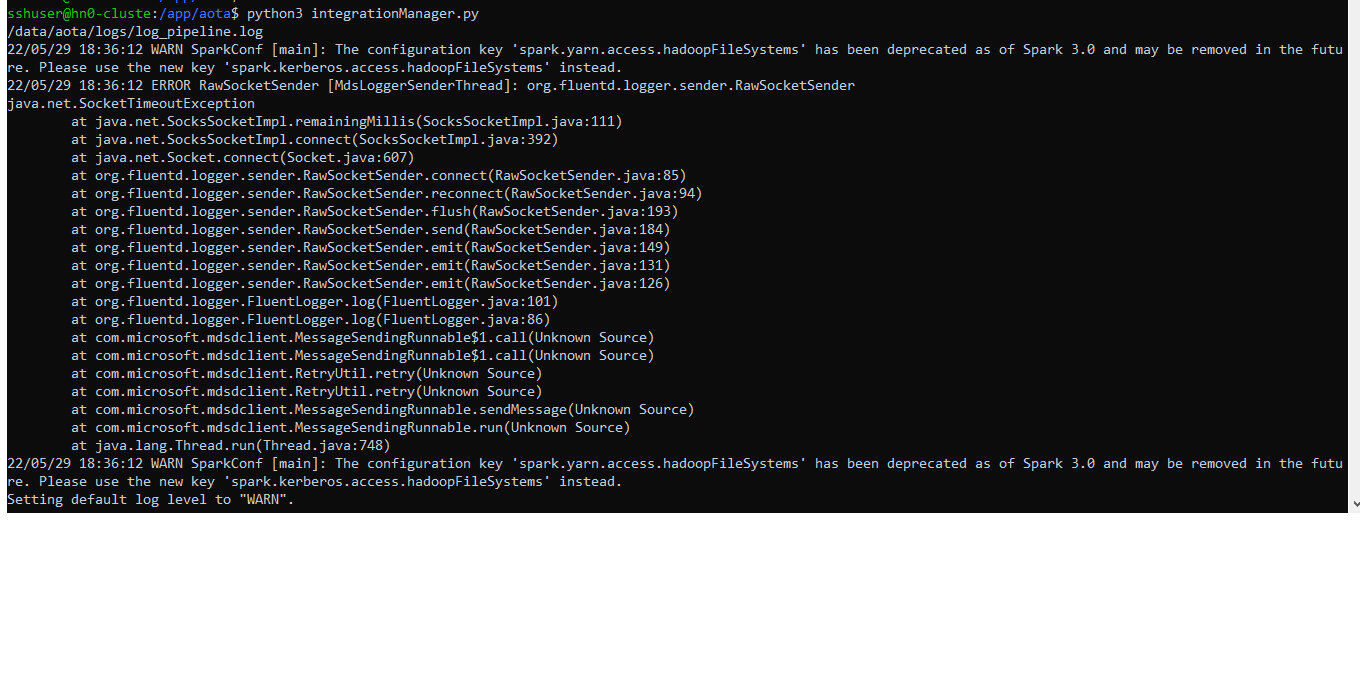 sshuser@hn0-cluste:/app/aota$ python3 integrationManager.py
/data/aota/logs/log_pipeline.log
22/05/29 18:36:12 WARN SparkConf [main]: The configuration key 'spark.yarn.access.hadoopFileSystems' has been deprecated as of Spark 3.0 and may be removed in the futu
re. Please use the new key 'spark.kerberos.access.hadoopFileSystems' instead.
22/05/29 18:36:12 ERROR RawSocketSender [MdsLoggerSenderThread]: org.fluentd.logger.sender.RawSocketSender
java.net.SocketTimeoutException
        at java.net.SocksSocketImpl.remainingMillis(SocksSocketImpl.java:111)
        at java.net.SocksSocketImpl.connect(SocksSocketImpl.java:392)
        at java.net.Socket.connect(Socket.java:607)
        at org.fluentd.logger.sender.RawSocketSender.connect(RawSocketSender.java:85)
        at org.fluentd.logger.sender.RawSocketSender.reconnect(RawSocketSender.java:94)
        at org.fluentd.logger.sender.RawSocketSender.flush(RawSocketSender.java:193)
        at org.fluentd.logger.sender.RawSocketSender.send(RawSocketSender.java:184)
        at org.fluentd.logger.sender.RawSocketSender.emit(RawSocketSender.java:149)
        at org.fluentd.logger.sender.RawSocketSender.emit(RawSocketSender.java:131)
        at org.fluentd.logger.sender.RawSocketSender.emit(RawSocketSender.java:126)
        at org.fluentd.logger.FluentLogger.log(FluentLogger.java:101)
        at org.fluentd.logger.FluentLogger.log(FluentLogger.java:86)
        at com.microsoft.mdsdclient.MessageSendingRunnable$1.call(Unknown Source)
        at com.microsoft.mdsdclient.MessageSendingRunnable$1.call(Unknown Source)
        at com.microsoft.mdsdclient.RetryUtil.retry(Unknown Source)
        at com.microsoft.mdsdclient.RetryUtil.retry(Unknown Source)
        at com.microsoft.mdsdclient.MessageSendingRunnable.sendMessage(Unknown Source)
        at com.microsoft.mdsdclient.MessageSendingRunnable.run(Unknown Source)
        at java.lang.Thread.run(Thread.java:748)
22/05/29 18:36:12 WARN SparkConf [main]: The configuration key 'spark.yarn.access.hadoopFileSystems' has been deprecated as of Spark 3.0 and may be removed in the futu
re. Please use the new key 'spark.kerberos.access.hadoopFileSystems' instead.
Setting default log level to "WARN".